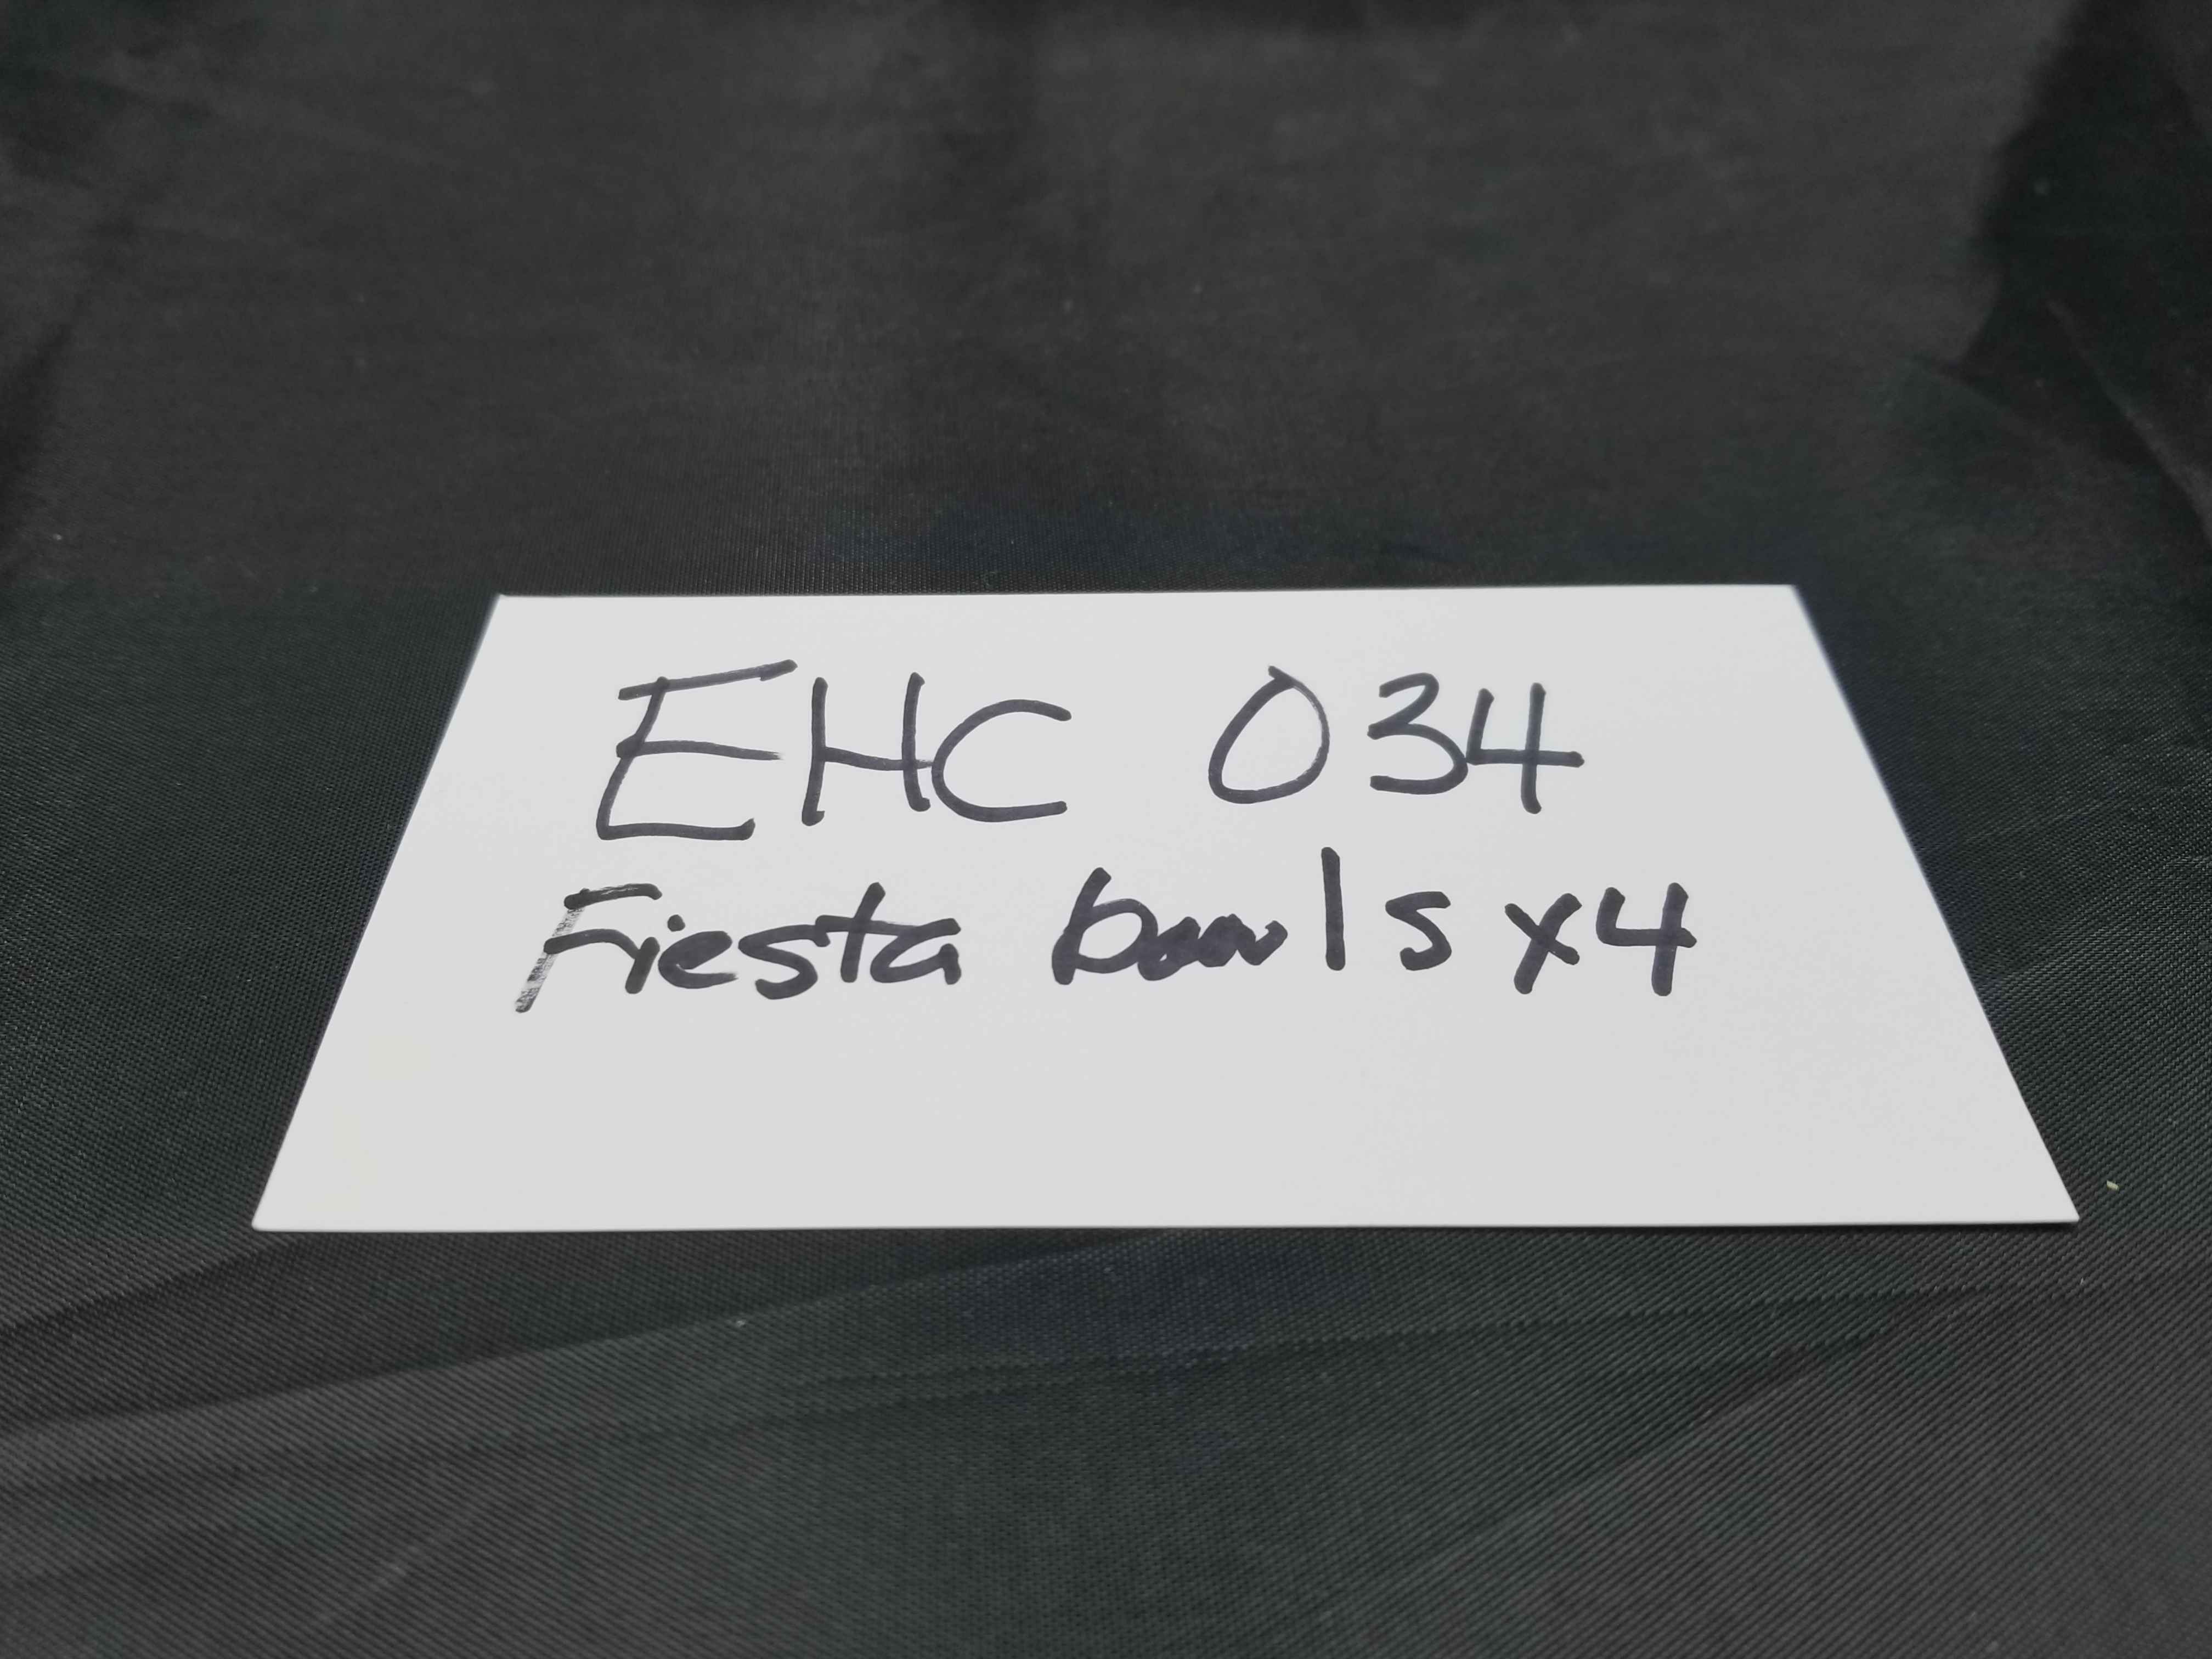 EHC 034
Fiesta bowls x4